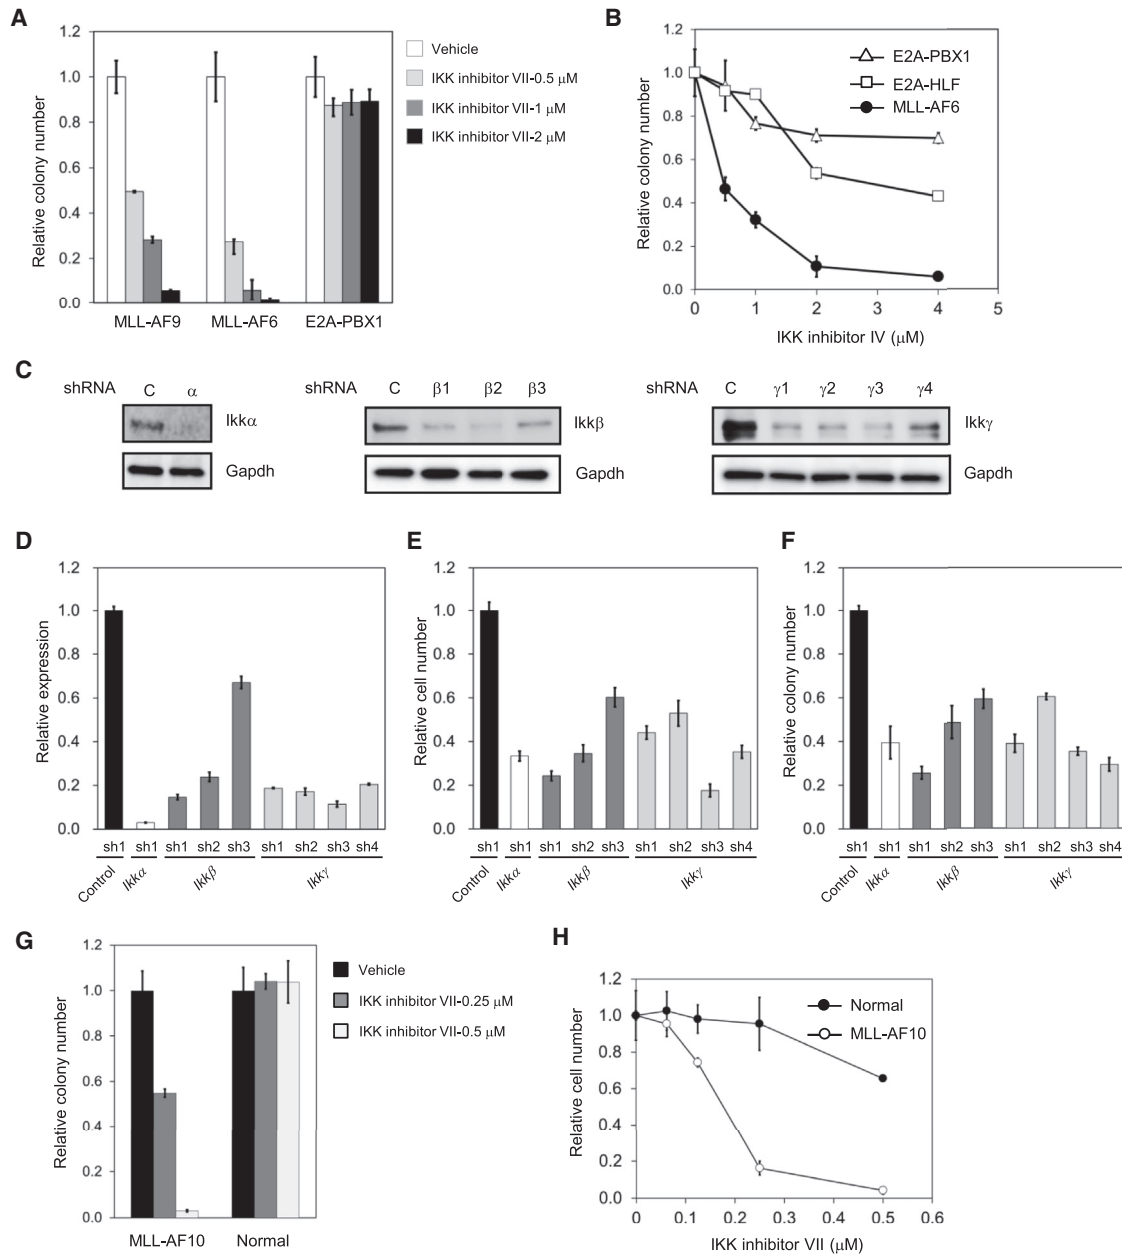 A
Relative colony number
1.2
1.0
0.8
0.6
0.4
0.2
0.0
MLL-AF9 MLL-AF6 E2A-PBX1
Vehicle
IKK inhibitor VII-0.5 μM
IKK inhibitor VII-1 μM
IKK inhibitor VII-2 μM
B
Relative colony number
1.2
1.0
0.8
0.6
0.4
0.2
0.0
0 1 2 3 4 5
IKK inhibitor IV (μM)
E2A-PBX1
E2A-HLF
MLL-AF6
C
shRNA C α
Ikkα
Gapdh
shRNA C β1 β2 β3
Ikkβ
Gapdh
shRNA C γ1 γ2 γ3 γ4
Ikkγ
Gapdh
D
Relative expression
1.2
1.0
0.8
0.6
0.4
0.2
0.0
sh1 sh1 sh1 sh2 sh3 sh1 sh2 sh3 sh4
Control Ikkα Ikkβ Ikkγ
E
Relative cell number
1.2
1.0
0.8
0.6
0.4
0.2
0.0
sh1 sh1 sh1 sh2 sh3 sh1 sh2 sh3 sh4
Control Ikkα Ikkβ Ikkγ
F
Relative colony number
1.2
1.0
0.8
0.6
0.4
0.2
0.0
sh1 sh1 sh1 sh2 sh3 sh1 sh2 sh3 sh4
Control Ikkα Ikkβ Ikkγ
G
Relative colony number
1.2
1.0
0.8
0.6
0.4
0.2
0.0
MLL-AF10 Normal
Vehicle
IKK inhibitor VII-0.25 μM
IKK inhibitor VII-0.5 μM
H
Relative cell number
1.2
1.0
0.8
0.6
0.4
0.2
0.0
0 0.1 0.2 0.3 0.4 0.5 0.6
IKK inhibitor VII (μM)
Normal
MLL-AF10